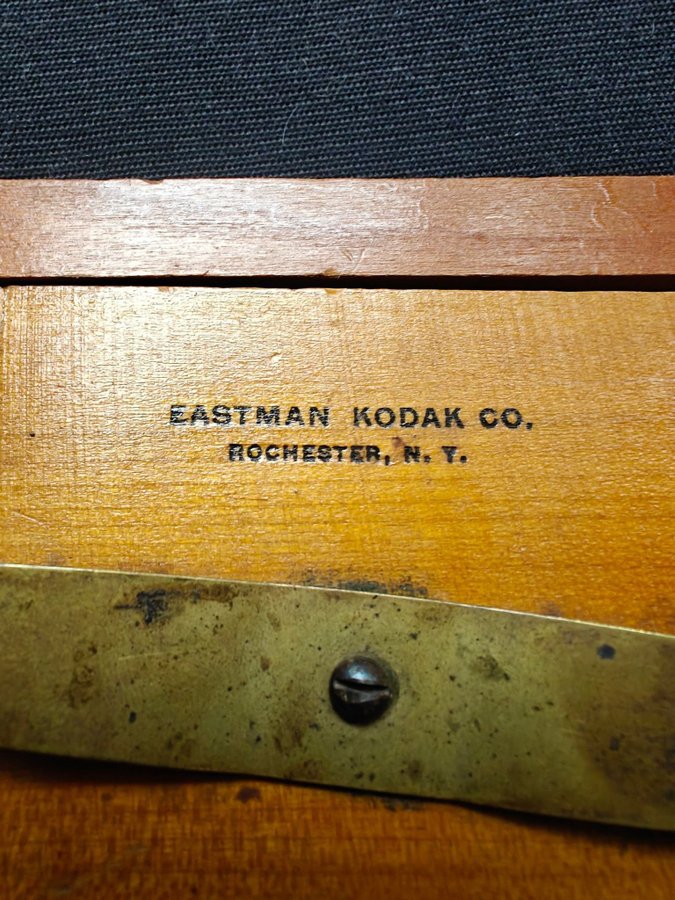 EASTMAN KODAK CO.
ROCHESTER, N. Y.